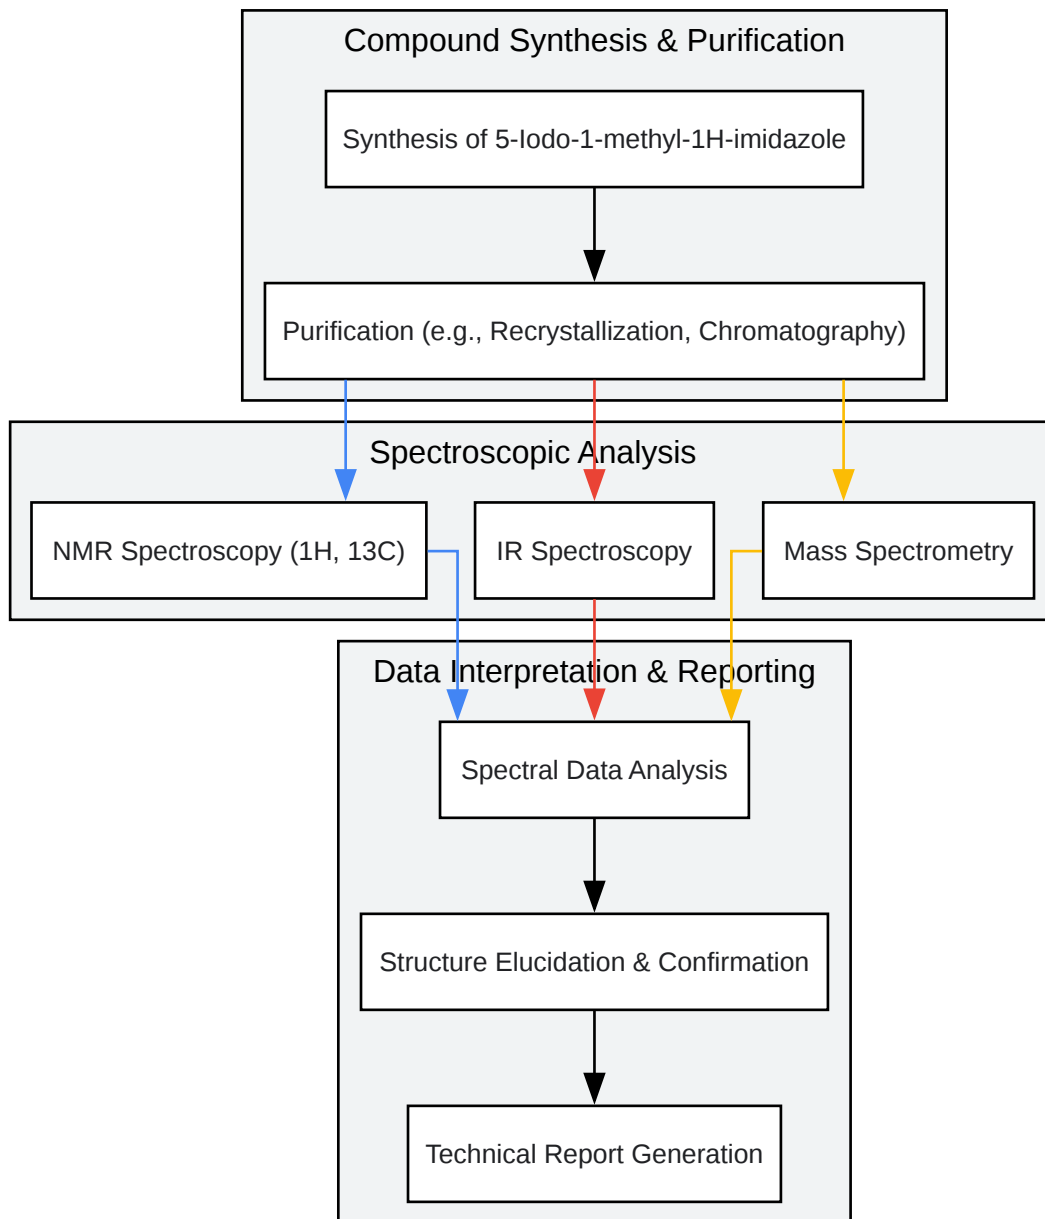 Compound Synthesis & Purification
Synthesis of 5-Iodo-1-methyl-1H-imidazole
Purification (e.g., Recrystallization, Chromatography)
Spectroscopic Analysis
NMR Spectroscopy (1H, 13C)
IR Spectroscopy
Mass Spectrometry
Data Interpretation & Reporting
Spectral Data Analysis
Structure Elucidation & Confirmation
Technical Report Generation